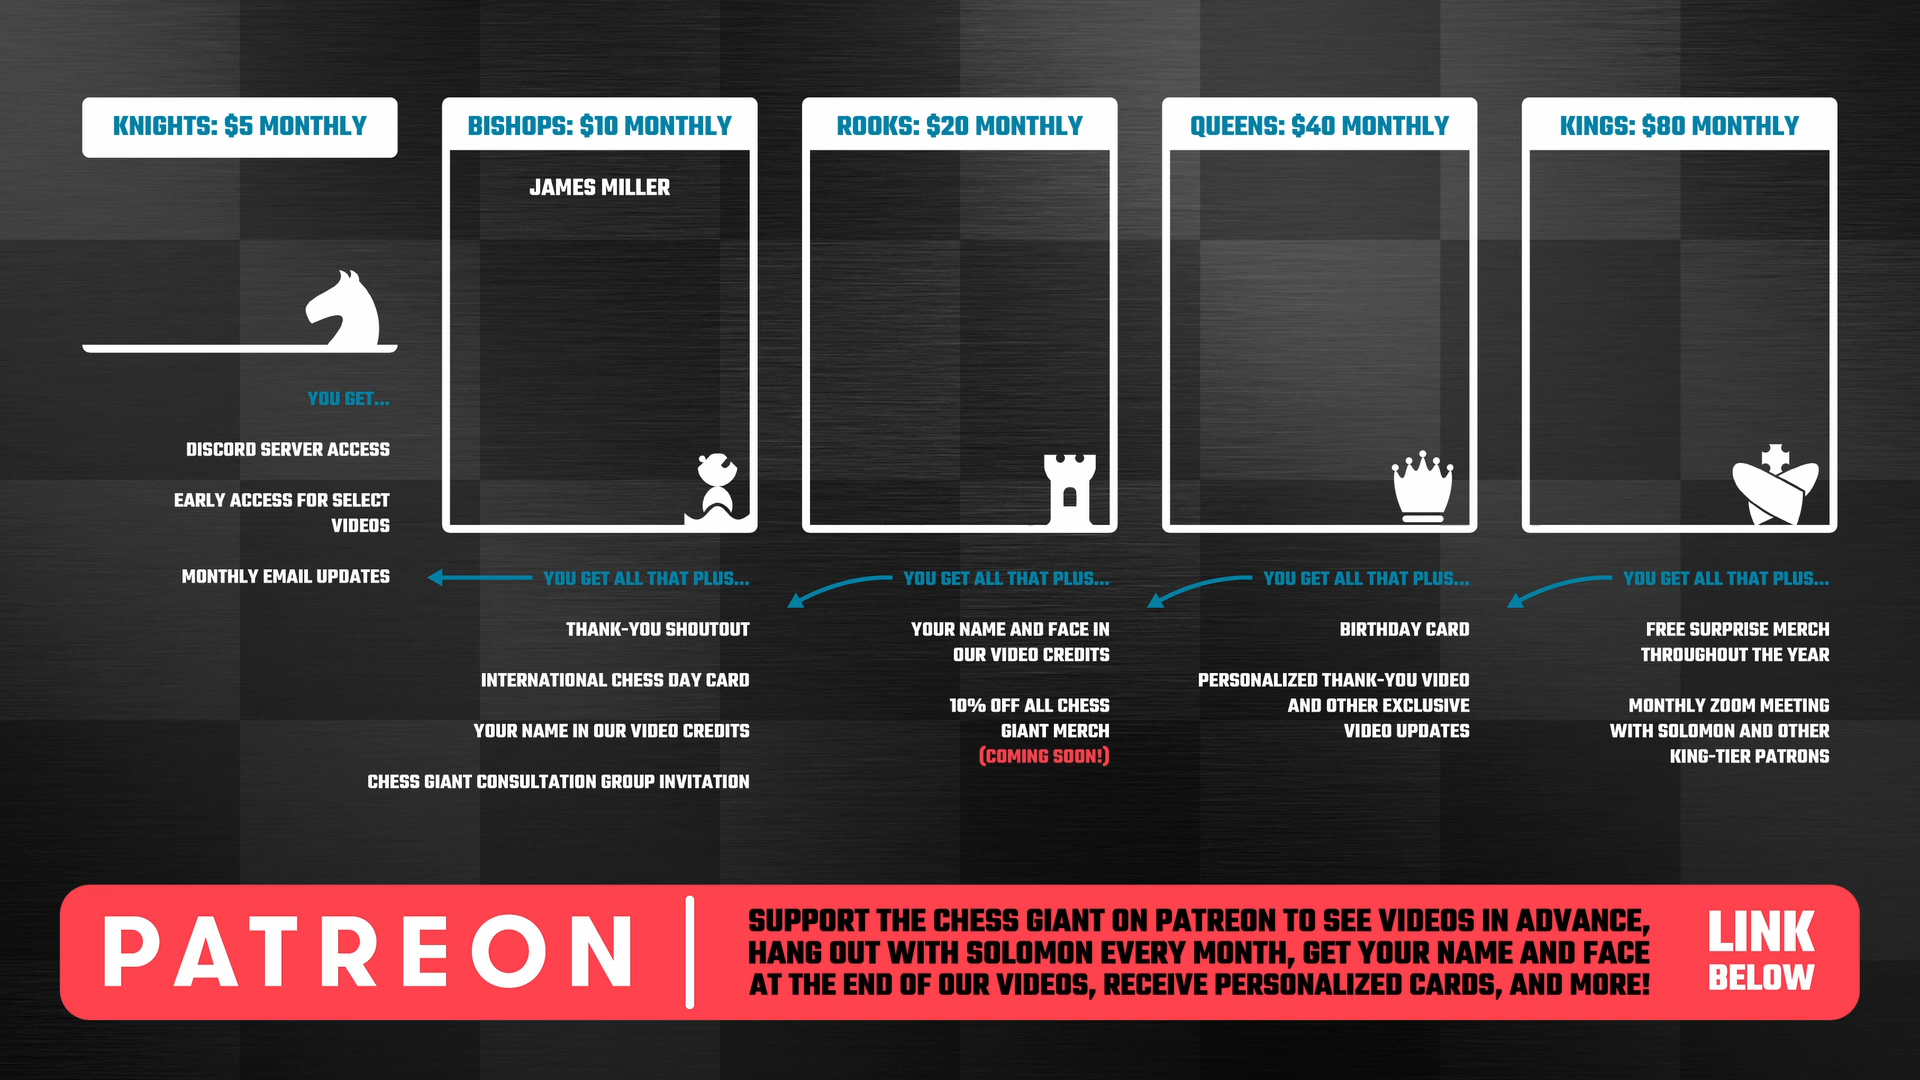 KNIGHTS: $5 MONTHLY
YOU GET...
DISCORD SERVER ACCESS
EARLY ACCESS FOR SELECT
VIDEOS
MONTHLY EMAIL UPDATES
BISHOPS: $10 MONTHLY
JAMES MILLER
YOU GET ALL THAT PLUS...
THANK-YOU SHOUTOUT
INTERNATIONAL CHESS DAY CARD
YOUR NAME IN OUR VIDEO CREDITS
CHESS GIANT CONSULTATION GROUP INVITATION
ROOKS: $20 MONTHLY
YOU GET ALL THAT PLUS...
YOUR NAME AND FACE IN
OUR VIDEO CREDITS
10% OFF ALL CHESS
GIANT MERCH
(COMING SOON!)
QUEENS: $40 MONTHLY
YOU GET ALL THAT PLUS...
BIRTHDAY CARD
PERSONALIZED THANK-YOU VIDEO
AND OTHER EXCLUSIVE
VIDEO UPDATES
KINGS: $80 MONTHLY
YOU GET ALL THAT PLUS...
FREE SURPRISE MERCH
THROUGHOUT THE YEAR
MONTHLY ZOOM MEETING
WITH SOLOMON AND OTHER
KING-TIER PATRONS
PATREON
SUPPORT THE CHESS GIANT ON PATREON TO SEE VIDEOS IN ADVANCE,
HANG OUT WITH SOLOMON EVERY MONTH, GET YOUR NAME AND FACE
AT THE END OF OUR VIDEOS, RECEIVE PERSONALIZED CARDS, AND MORE!
LINK
BELOW